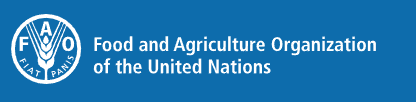 FAO
FIAT PANIS
Food and Agriculture Organization
of the United Nations